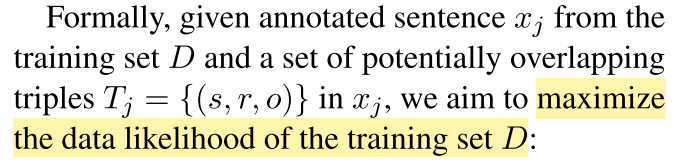 Formally, given annotated sentence x_j from the
training set D and a set of potentially overlapping
triples T_j = {(s, r, o)} in x_j, we aim to maximize
the data likelihood of the training set D: